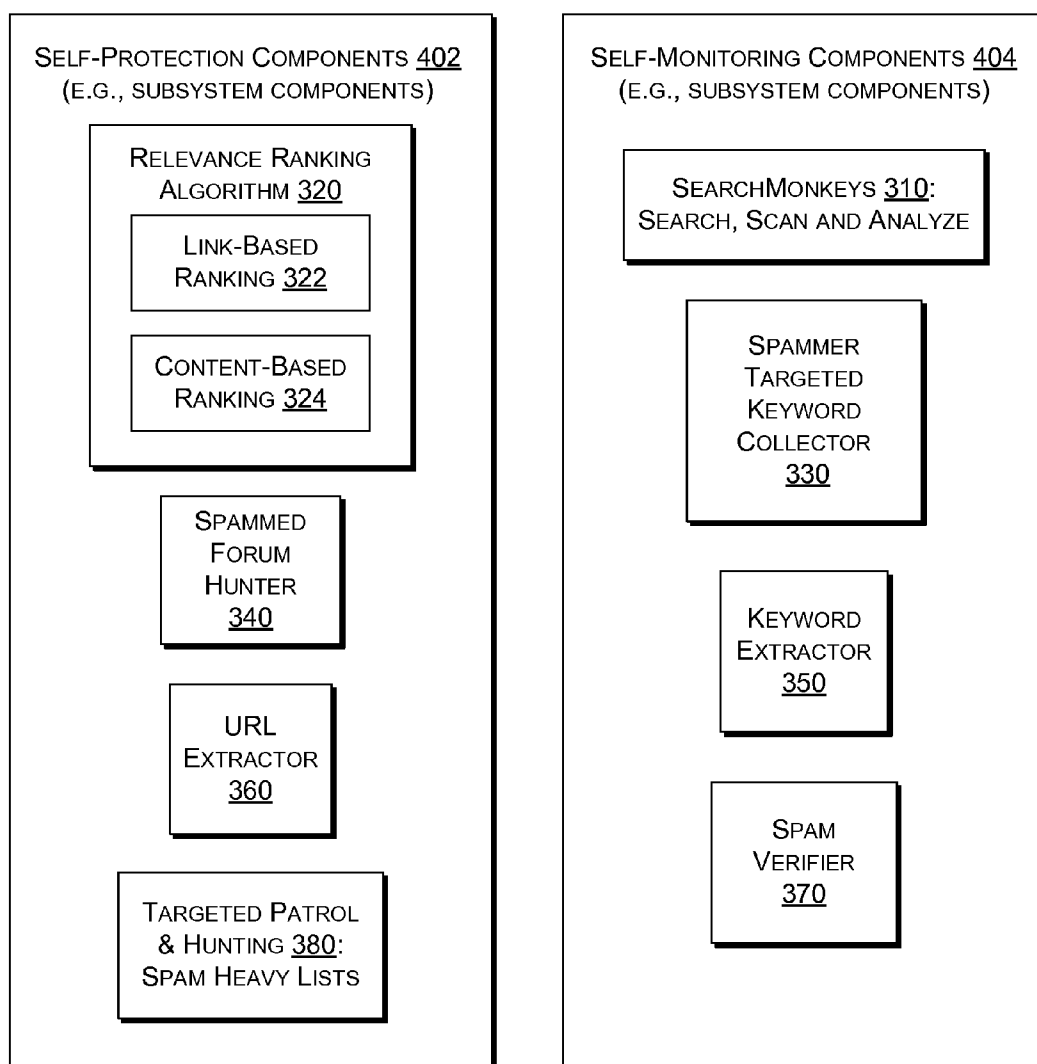 SELF-PROTECTION COMPONENTS 402
(E.G., SUBSYSTEM COMPONENTS)
RELEVANCE RANKING
ALGORITHM 320
LINK-BASED
RANKING 322
CONTENT-BASED
RANKING 324
SPAMMED
FORUM
HUNTER
340
URL
EXTRACTOR
360
TARGETED PATROL
& HUNTING 380:
SPAM HEAVY LISTS
SELF-MONITORING COMPONENTS 404
(E.G., SUBSYSTEM COMPONENTS)
SEARCHMONKEYS 310:
SEARCH, SCAN AND ANALYZE
SPAMMER
TARGETED
KEYWORD
COLLECTOR
330
KEYWORD
EXTRACTOR
350
SPAM
VERIFIER
370